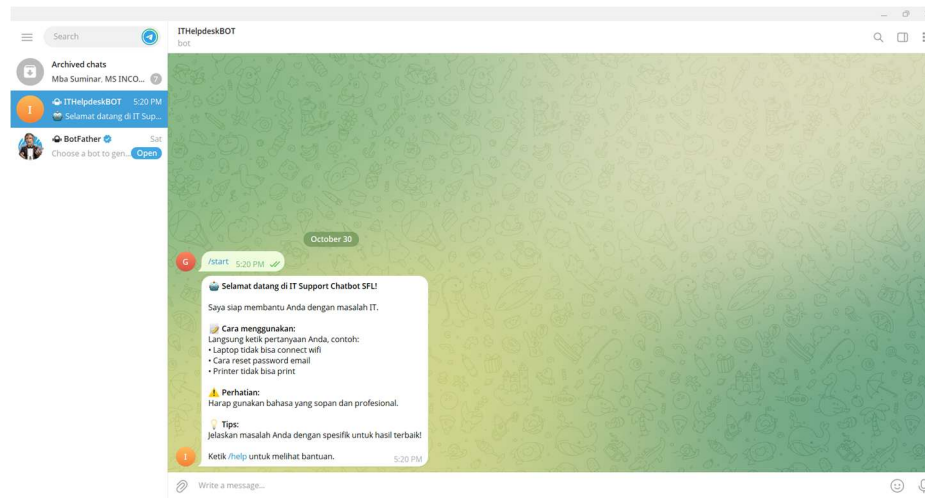 Search
Archived chats
Mba Suminar, MS INCO... 7
ITHelpdeskBOT 5:20 PM
Selamat datang di IT Sup...
BotFather Sat
Choose a bot to gen... Open
ITHelpdeskBOT
bot
October 30
G
/start 5:20 PM
Selamat datang di IT Support Chatbot SFL!
Saya siap membantu Anda dengan masalah IT.
Cara menggunakan:
Langsung ketik pertanyaan Anda, contoh:
• Laptop tidak bisa connect wifi
• Cara reset password email
• Printer tidak bisa print
Perhatian:
Harap gunakan bahasa yang sopan dan profesional.
Tips:
Jelaskan masalah Anda dengan spesifik untuk hasil terbaik!
Ketik /help untuk melihat bantuan. 5:20 PM
I
I
Write a message...